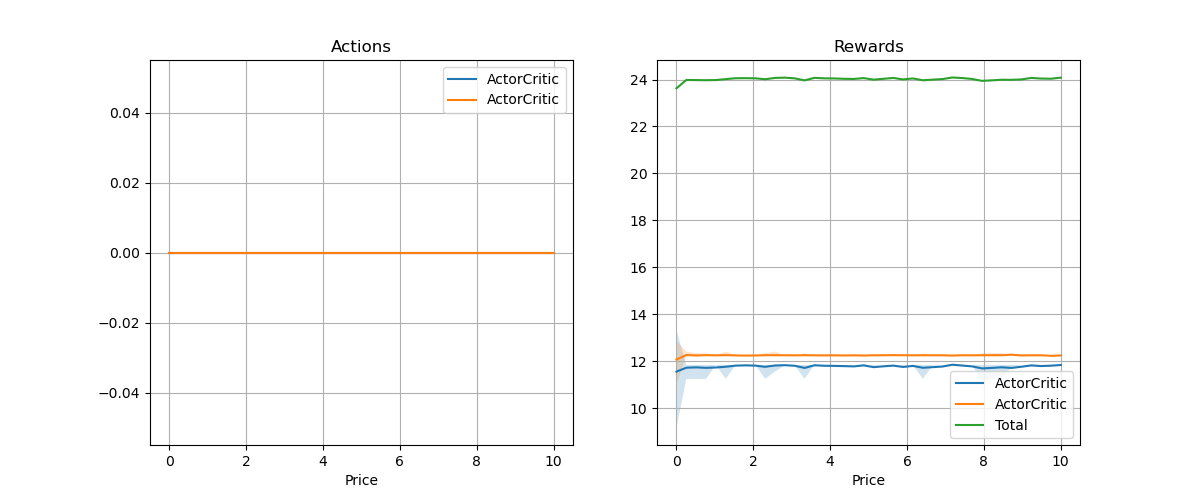 Actions
ActorCritic
ActorCritic
0.04
0.02
0.00
−0.02
−0.04
0 2 4 6 8 10
Price
Rewards
24
22
20
18
16
14
12
10
ActorCritic
ActorCritic
Total
0 2 4 6 8 10
Price